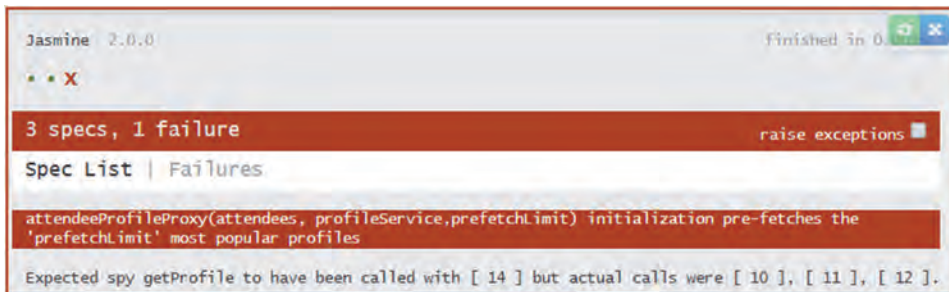 Jasmine 2.0.0 finished in 0.
• • X
3 specs, 1 failure raise exceptions
Spec List | Failures
attendeeProfileProxy(attendees, profileService,prefetchLimit) initialization pre-fetches the
'prefetchLimit' most popular profiles
Expected spy getProfile to have been called with [ 14 ] but actual calls were [ 10 ], [ 11 ], [ 12 ].